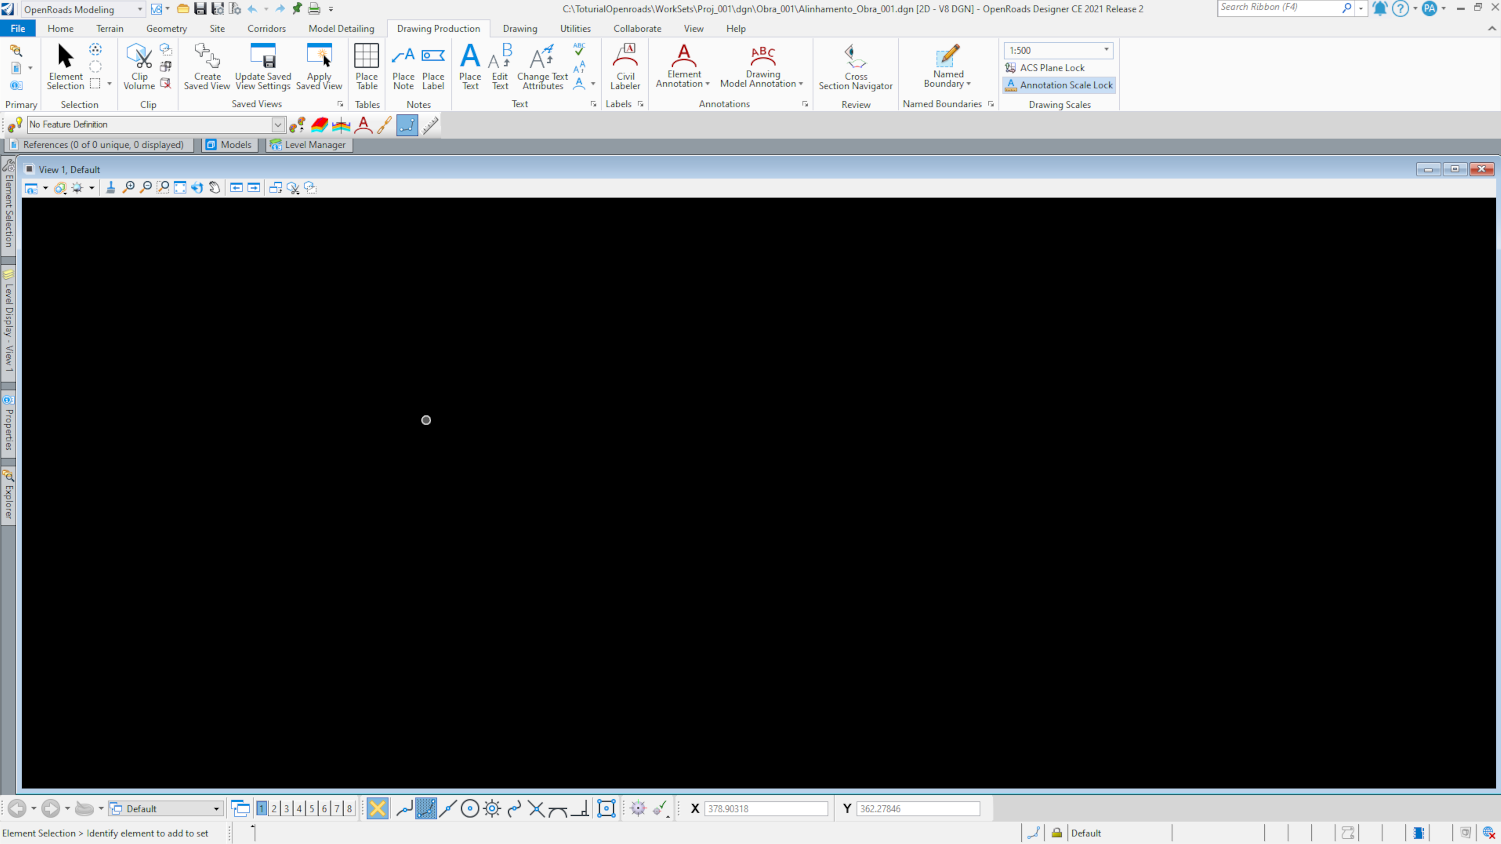 OpenRoads Modeling
C:\ToturialOpenroads\WorkSets\Proj_001\dgn\Obra_001\Alinhamento_Obra_001.dgn [2D - V8 DGN] - OpenRoads Designer CE 2021 Release 2
Search Ribbon (F4)
PA
File Home Terrain Geometry Site Corridors Model Detailing Drawing Production Drawing Utilities Collaborate View Help
Element Selection
Clip Volume
Create Saved View
Update Saved View Settings
Apply Saved View
Place Table
Place Note
Place Label
Place Text
Edit Text
Change Text Attributes
Civil Labeler
Element Annotation
Drawing Model Annotation
Cross Section Navigator
Named Boundary
1:500
ACS Plane Lock
Annotation Scale Lock
Primary Selection Clip Saved Views Tables Notes Text Labels Annotations Review Named Boundaries Drawing Scales
No Feature Definition
References (0 of 0 unique, 0 displayed) Models Level Manager
View 1, Default
Element Selection
Level Display - View 1
Properties
Explorer
Default 1 2 3 4 5 6 7 8 X 378.90318 Y 362.27846
Element Selection > Identify element to add to set
Default